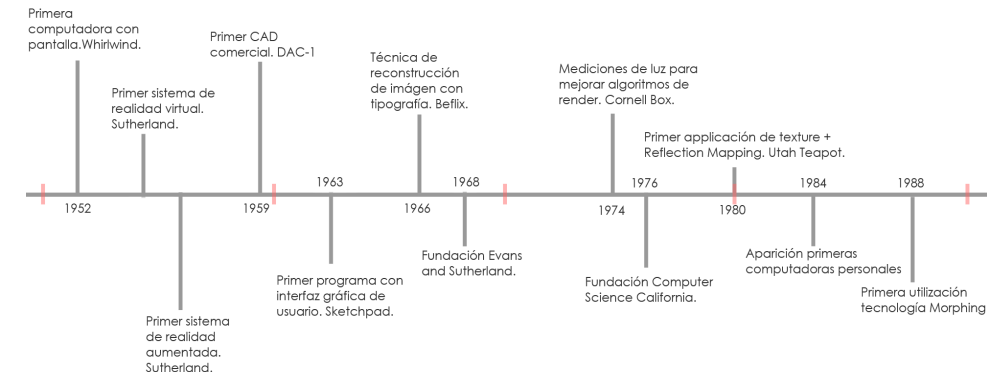 Primera
computadora con
pantalla.Whirlwind.
Primer sistema de
realidad virtual.
Sutherland.
Primer CAD
comercial. DAC-1
Técnica de
reconstrucción
de imágen con
tipografía. Beflix.
Mediciones de luz para
mejorar algoritmos de
render. Cornell Box.
Primer applicación de texture +
Reflection Mapping. Utah Teapot.
1963
1968
1976
1984
1988
1952
1959
1966
1974
1980
Primer sistema
de realidad
aumentada.
Sutherland.
Primer programa con
interfaz gráfica de
usuario. Sketchpad.
Fundación Evans
and Sutherland.
Fundación Computer
Science California.
Aparición primeras
computadoras personales
Primera utilización
tecnología Morphing